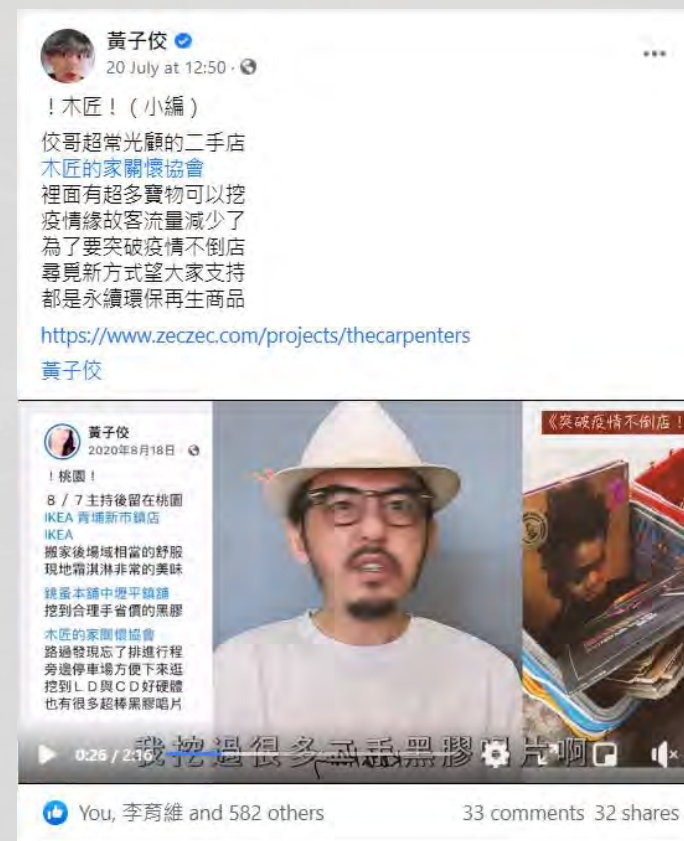 黃子佼
20 July at 12:50 ·
！木匠！（小編）
佼哥超常光顧的二手店
木匠的家關懷協會
裡面有超多寶物可以挖
疫情緣故客流量減少了
為了要突破疫情不倒店
尋覓新方式望大家支持
都是永續環保再生商品
https://www.zeczec.com/projects/thecarpenters
黃子佼
黃子佼
2020年8月18日 ·
！桃園！
8／7主持後留在桃園
IKEA 青埔新市鎮店
IKEA
搬家後場域相當的舒服
現地霜淇淋非常的美味
跳蚤本舖中壢平鎮舖
挖到合理手省價的黑膠
木匠的家關懷協會
路過發現忘了排進行程
旁邊停車場方便下來逛
挖到ＬＤ與ＣＤ好硬體
也有很多超棒黑膠唱片
《突破疫情不倒店！
我挖過很多二手黑膠唱片啊
0:26 / 2:16
You, 李蒶維 and 582 others
33 comments 32 shares